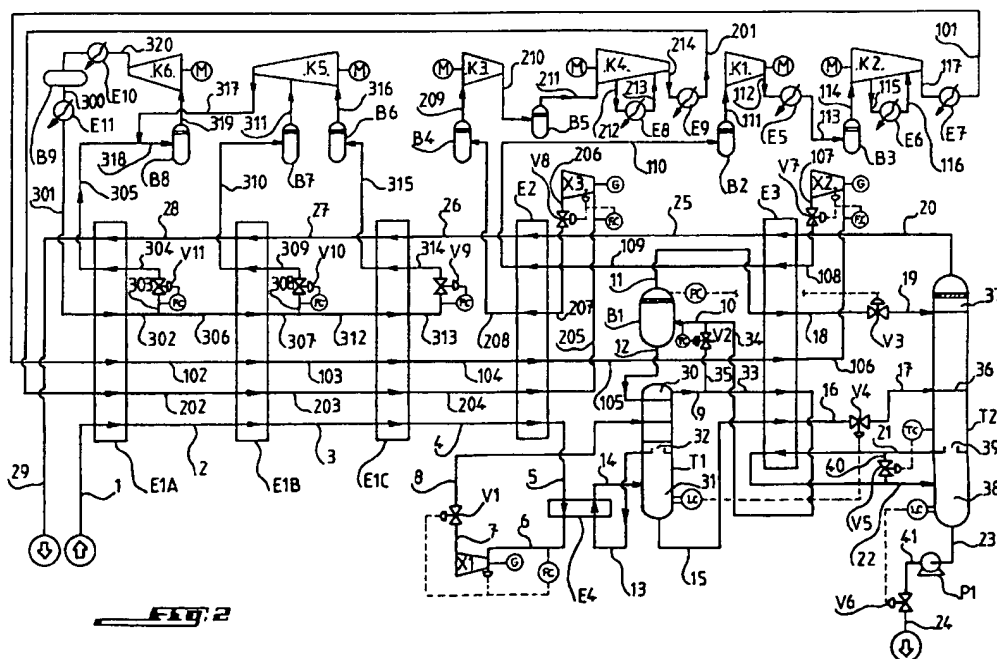 320 .K6. M 317 .K5. M 210 .K3. M 211 .K4. M 214 201 .K1. M .K2. 117 101
300 E10 319 311 316 B6 209 213 112 111 115 114
B9 E11 318 B8 B7 B4 B5 212 E8 E9 E5 113 B3 E6 116 E7
301 305 310 315 V8 206 110 B2 V7 107
28 27 26 E2 X3 G 25 E3 X2 G 20
304 V11 309 V10 314 V9 PC 109 PC
303 PC 308 PC PC 11 108 19 37
302 306 307 312 313 208 207 205 B1 PC 10 34 18 V3
12 PC V2
102 103 104 105 30 35 33 106 36
202 203 204 9 16 V4 17
2 3 4 32 TC T2
29 1 E1A E1B E1C 8 5 14 T1 21 39
V1 31 LC 40 38
7 6 V5 22 LC
X1 G PC E4 13 15 41 23
P1
V6 24
Fig:2